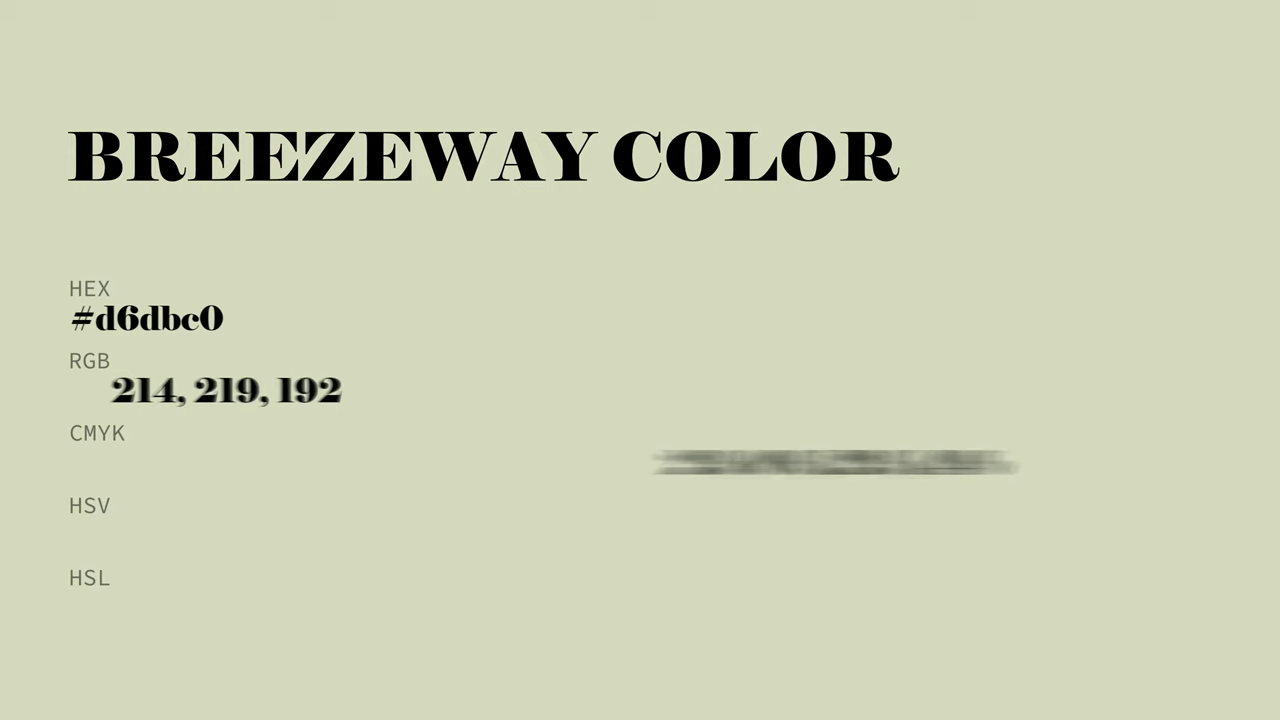 BREEZEWAY COLOR
HEX
#d6dbc0
RGB
214, 219, 192
CMYK
HSV
HSL